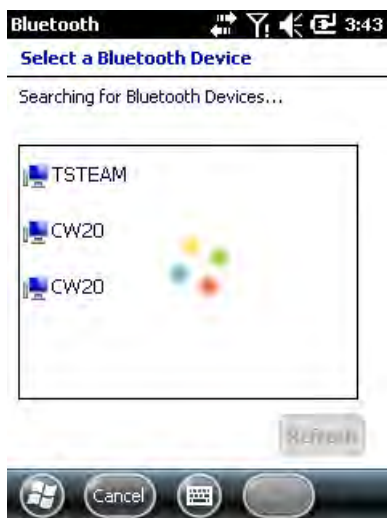 Bluetooth 3:43
Select a Bluetooth Device
Searching for Bluetooth Devices...
TSTEAM
CW20
CW20
Refresh
Cancel